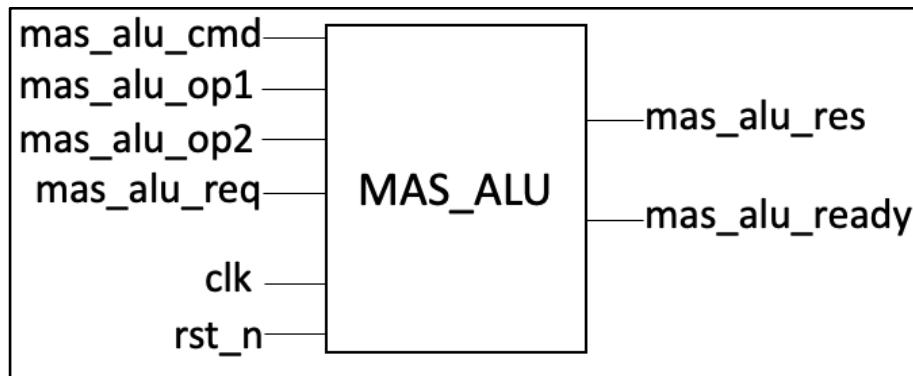 mas_alu_cmd
mas_alu_op1
mas_alu_op2
mas_alu_req
clk
rst_n
MAS_ALU
mas_alu_res
mas_alu_ready